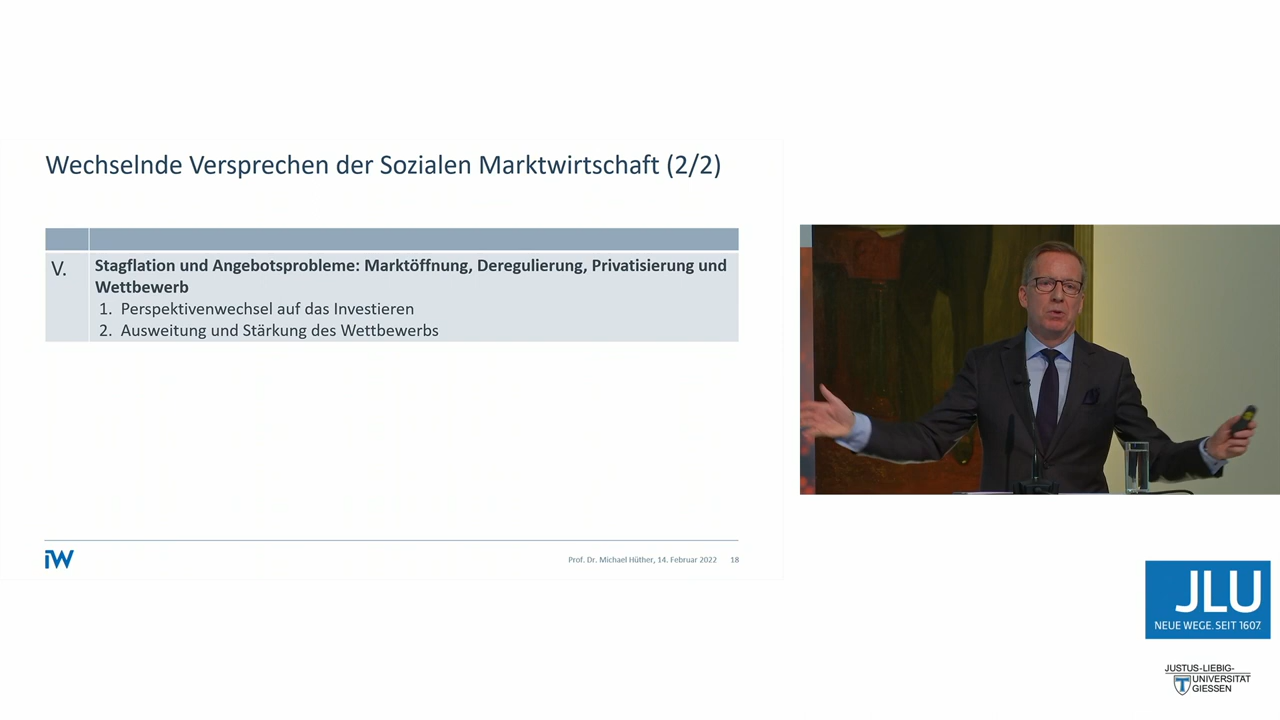 Wechselnde Versprechen der Sozialen Marktwirtschaft (2/2)
V.
Stagflation und Angebotsprobleme: Marktöffnung, Deregulierung, Privatisierung und
Wettbewerb
1. Perspektivenwechsel auf das Investieren
2. Ausweitung und Stärkung des Wettbewerbs
iW
Prof. Dr. Michael Hüther, 14. Februar 2022 18
JLU
NEUE WEGE. SEIT 1607.
JUSTUS-LIEBIG-
UNIVERSITÄT
GIESSEN